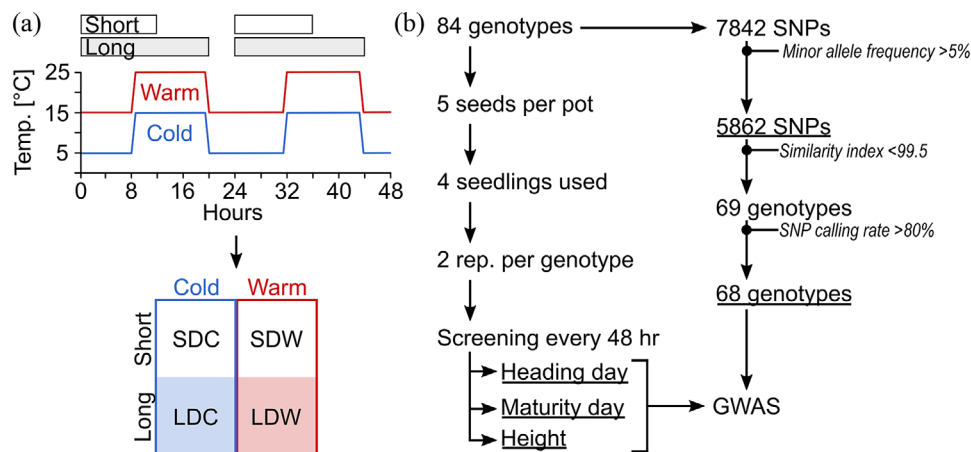 (a)
Short
Long
Temp. [°C]
25
15
5
Warm
Cold
0 8 16 24 32 40 48
Hours
Cold Warm
Short
SDC SDW
Long
LDC LDW
(b)
84 genotypes
5 seeds per pot
4 seedlings used
2 rep. per genotype
Screening every 48 hr
Heading day
Maturity day
Height
7842 SNPs
Minor allele frequency >5%
5862 SNPs
Similarity index <99.5
69 genotypes
SNP calling rate >80%
68 genotypes
GWAS